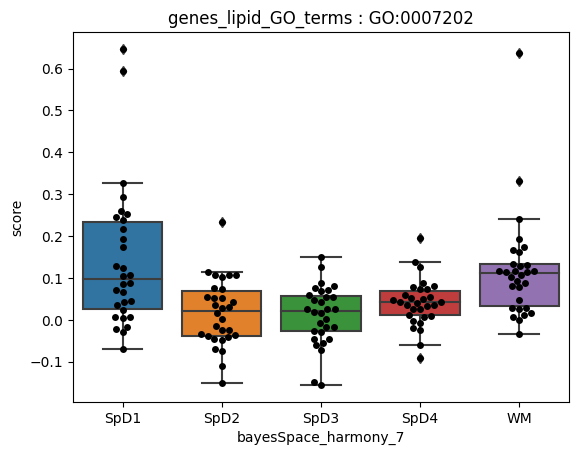 genes_lipid_GO_terms : GO:0007202
score
0.6
0.5
0.4
0.3
0.2
0.1
0.0
−0.1
SpD1 SpD2 SpD3 SpD4 WM
bayesSpace_harmony_7